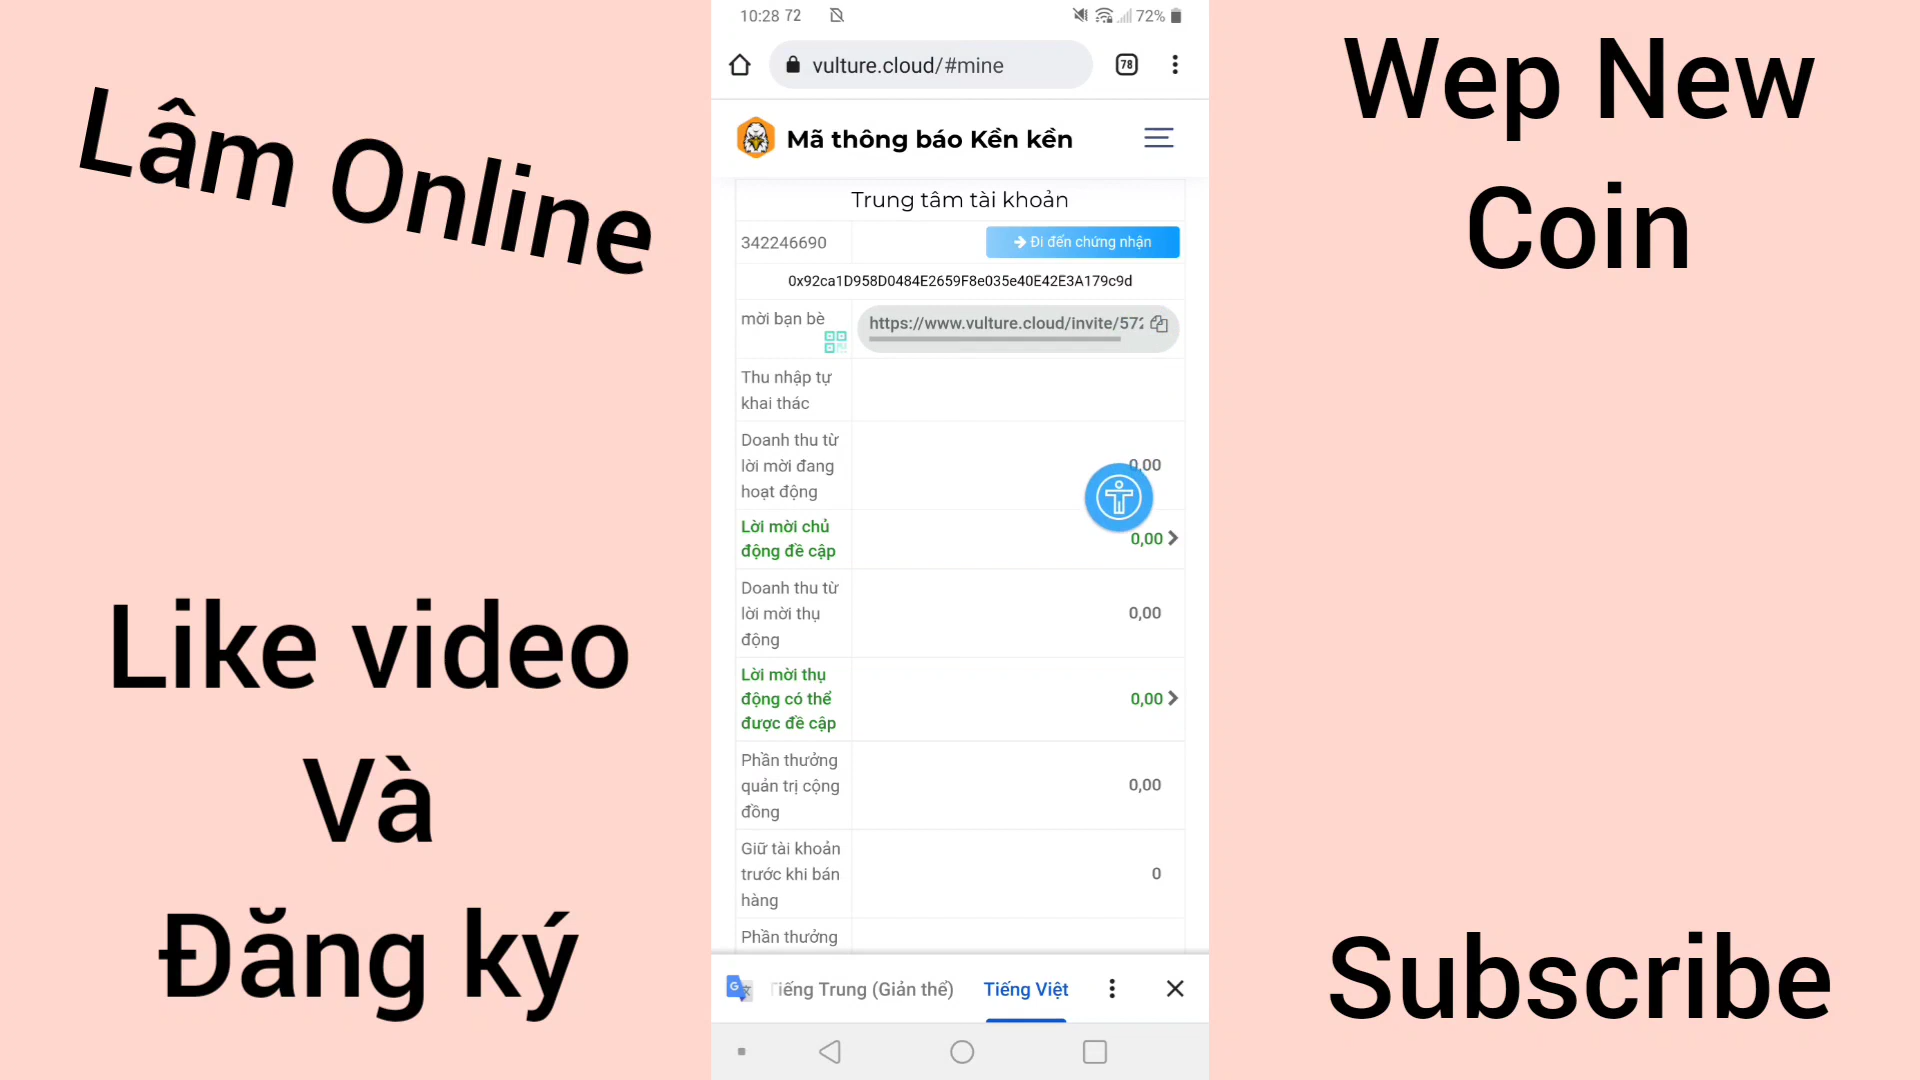 Lâm Online
Like video
Và
Đăng ký
10:28 72
72%
vulture.cloud/#mine
78
Mã thông báo Kền kền
Trung tâm tài khoản
342246690
Đi đến chứng nhận
0x92ca1D958D0484E2659F8e035e40E42E3A179c9d
mời bạn bè
https://www.vulture.cloud/invite/572
Thu nhập tự
khai thác
Doanh thu từ
lời mời đang
hoạt động
0,00
Lời mời chủ
động đề cập
0,00
Doanh thu từ
lời mời thụ
động
0,00
Lời mời thụ
động có thể
được đề cập
0,00
Phần thưởng
quản trị cộng
đồng
0,00
Giữ tài khoản
trước khi bán
hàng
0
Phần thưởng
Tiếng Trung (Giản thể)
Tiếng Việt
Wep New
Coin
Subscribe